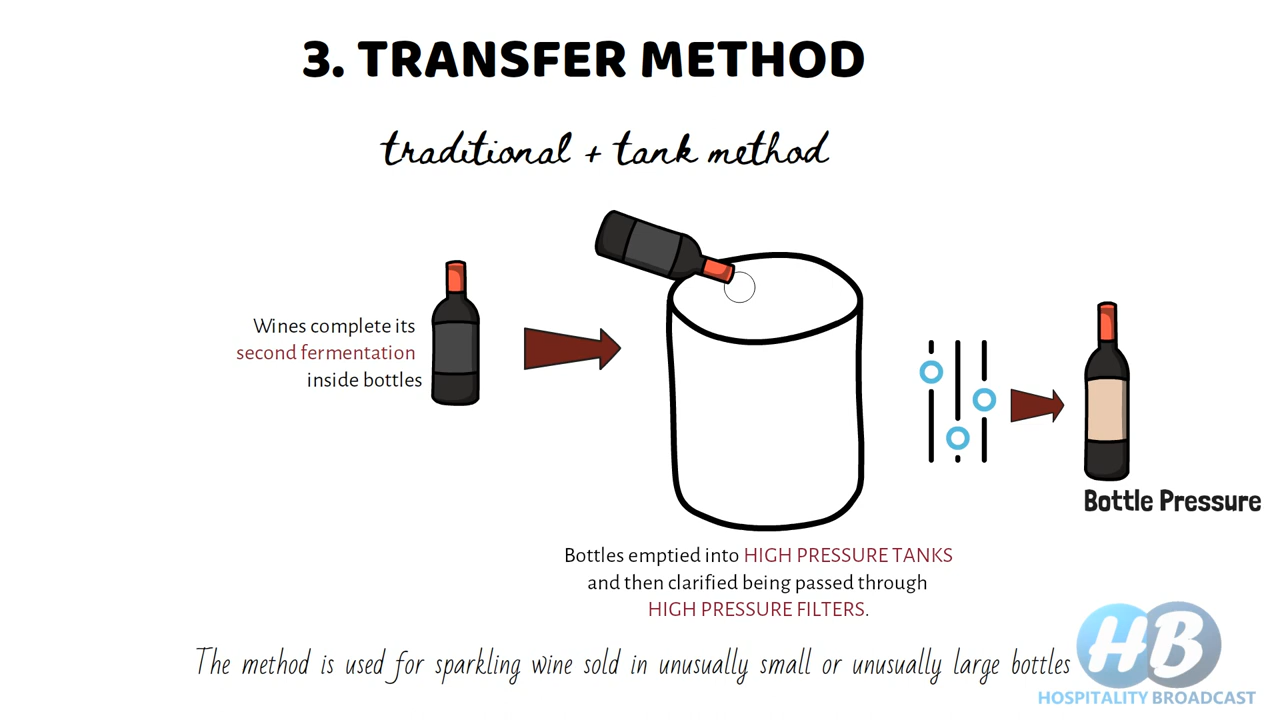 3. TRANSFER METHOD
traditional + tank method
Wines complete its
second fermentation
inside bottles
Bottle Pressure
Bottles emptied into HIGH PRESSURE TANKS
and then clarified being passed through
HIGH PRESSURE FILTERS.
The method is used for sparkling wine sold in unusually small or unusually large bottles
HB
HOSPITALITY BROADCAST